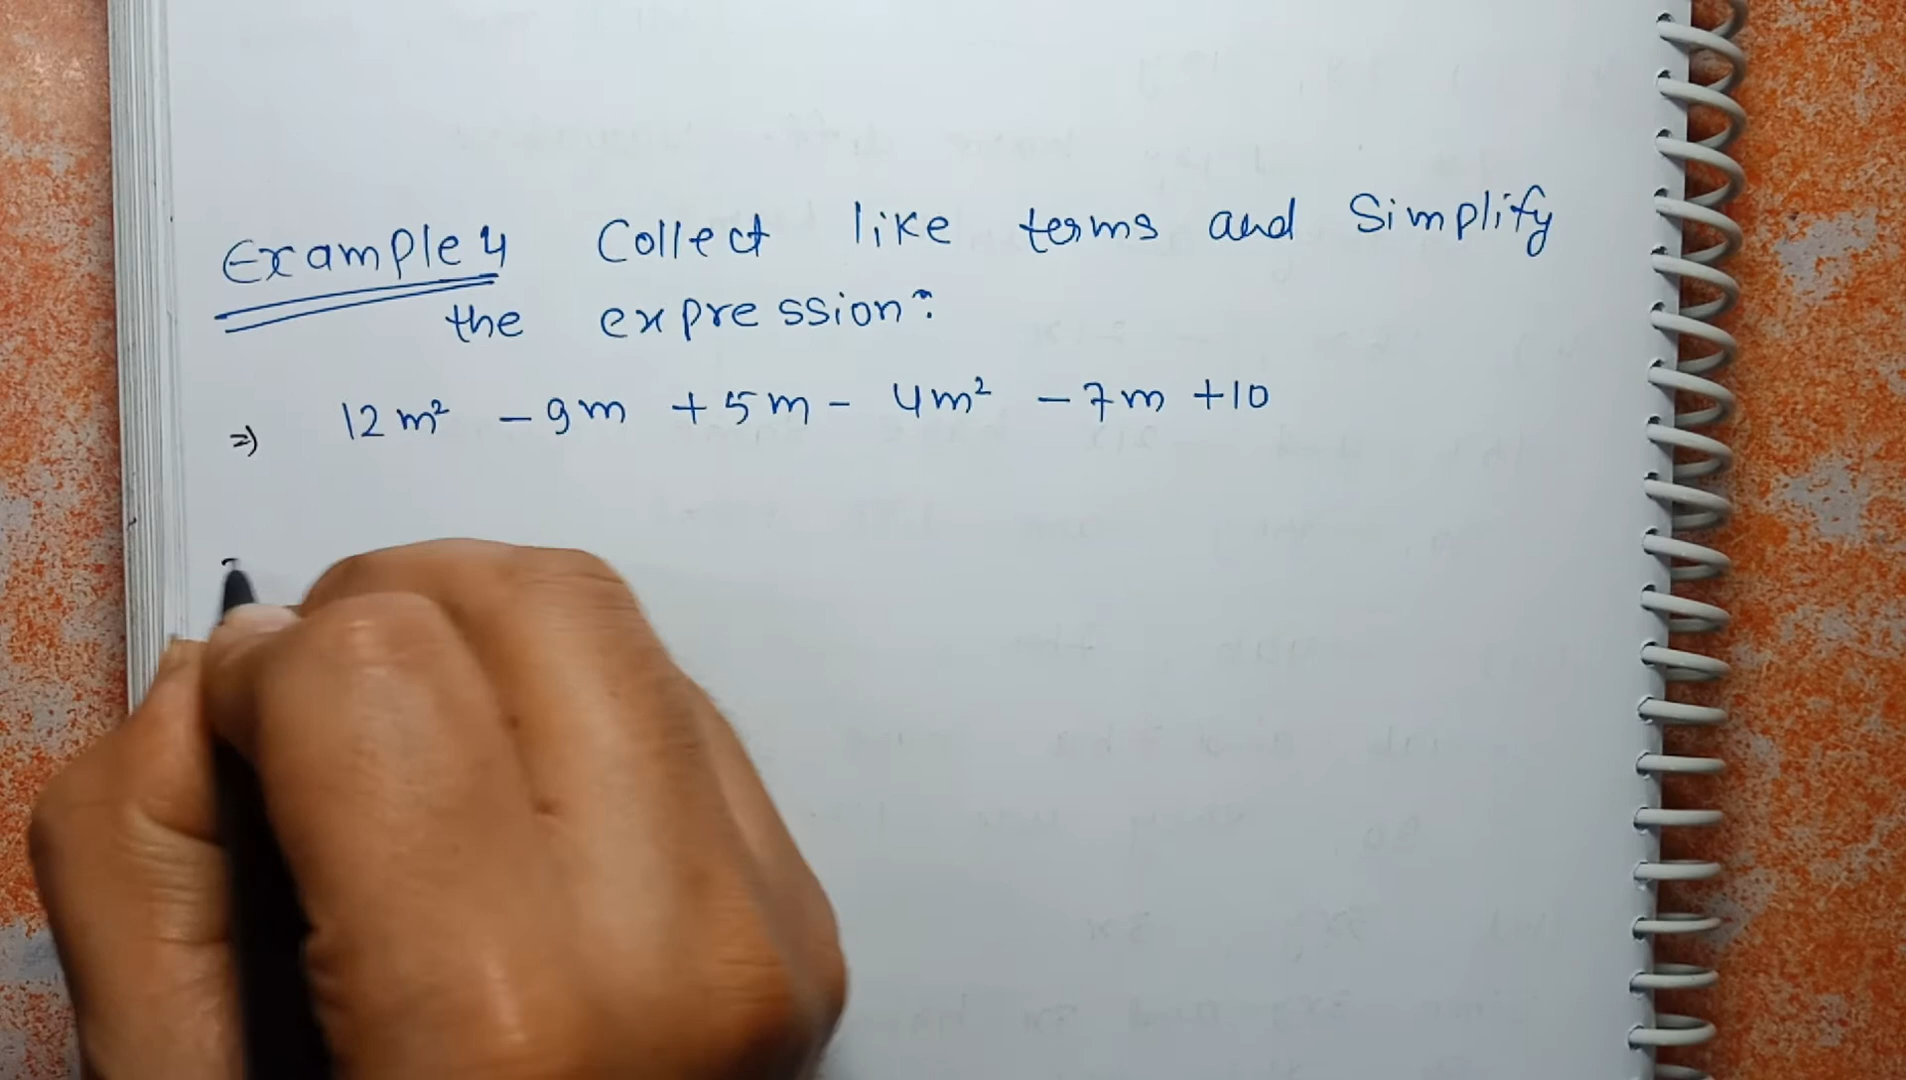 Example 4 Collect like terms and Simplify
the expression:
⇒ 12m² - 9m + 5m - 4m² - 7m + 10